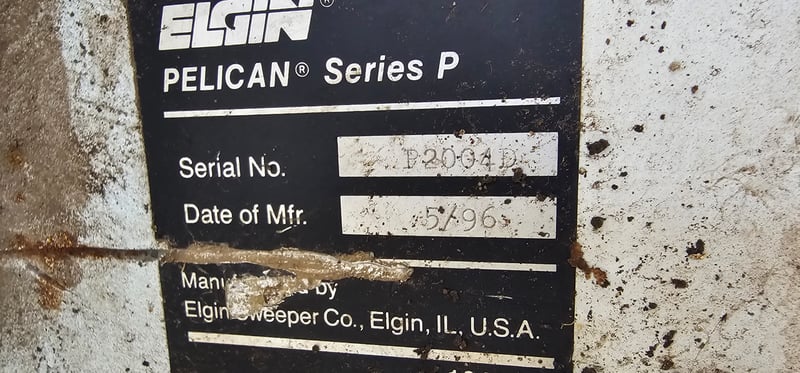 ELGIN®
PELICAN® Series P
Serial No. P2004D
Date of Mfr. 5/96
by
Elgin Sweeper Co., Elgin, IL, U.S.A.